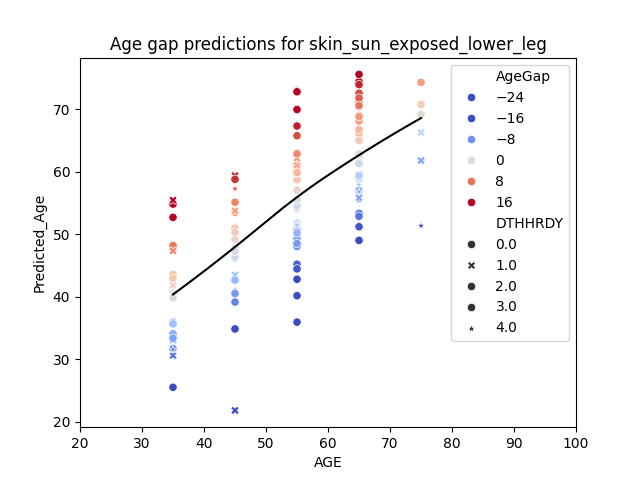 Age gap predictions for skin_sun_exposed_lower_leg
Predicted_Age
70
60
50
40
30
20
20 30 40 50 60 70 80 90 100
AGE
AgeGap
−24
−16
−8
0
8
16
DTHHRDY
0.0
1.0
2.0
3.0
4.0